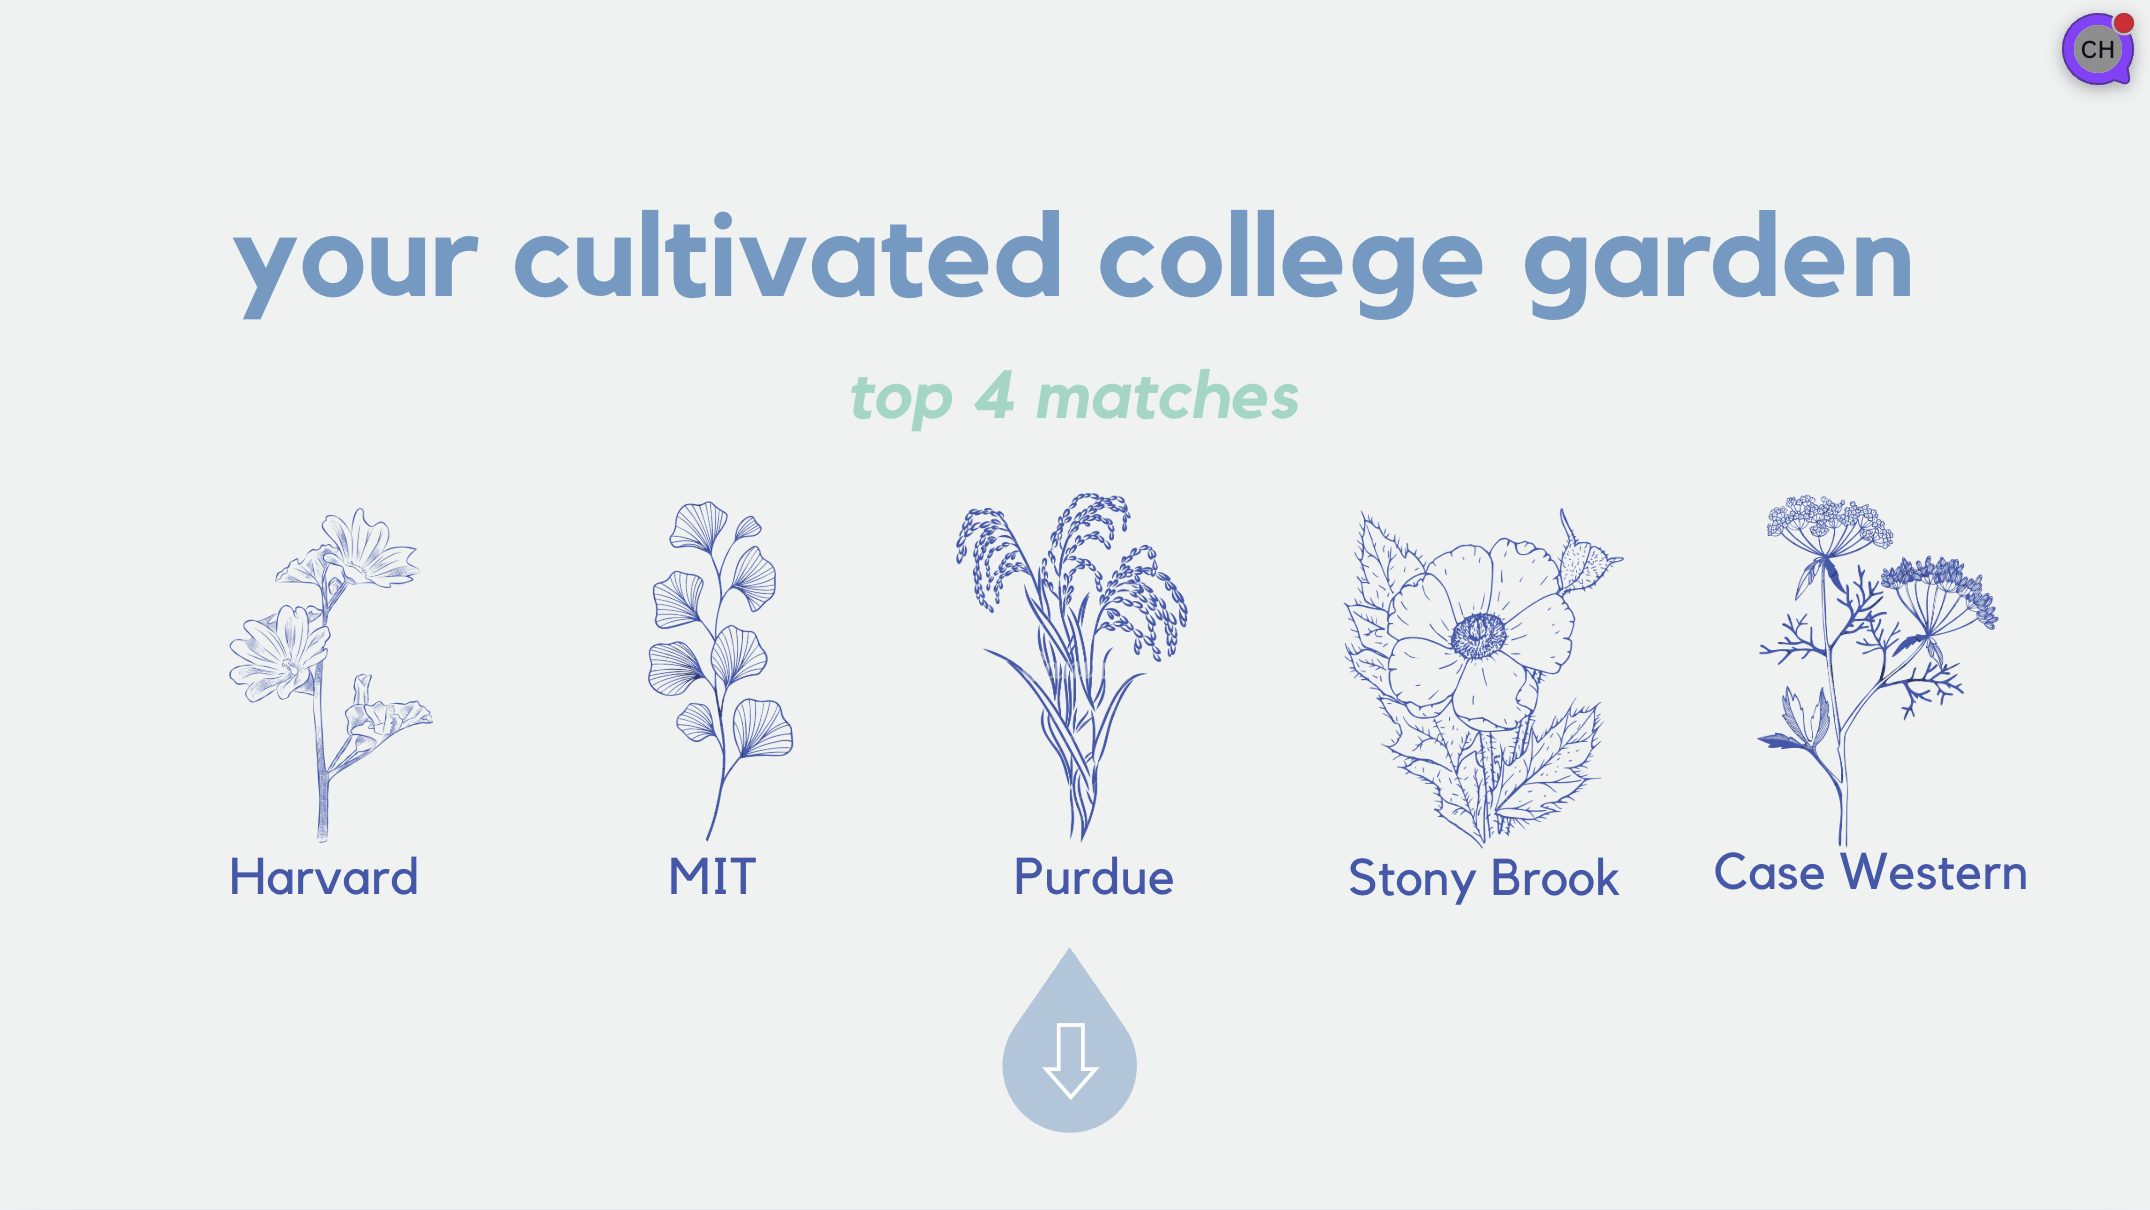 CH
your cultivated college garden
top 4 matches
Harvard
MIT
Purdue
Stony Brook
Case Western